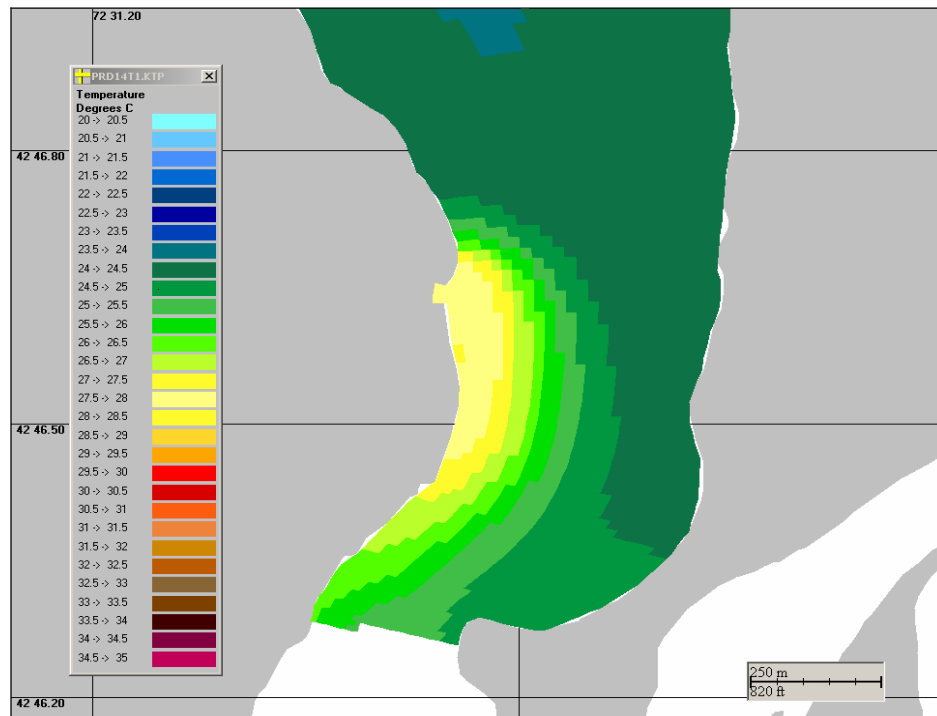 72 31.20
PRD14T1.KTP
Temperature
Degrees C
20 -> 20.5
20.5 -> 21
21 -> 21.5
21.5 -> 22
22 -> 22.5
22.5 -> 23
23 -> 23.5
23.5 -> 24
24 -> 24.5
24.5 -> 25
25 -> 25.5
25.5 -> 26
26 -> 26.5
26.5 -> 27
27 -> 27.5
27.5 -> 28
28 -> 28.5
28.5 -> 29
29 -> 29.5
29.5 -> 30
30 -> 30.5
30.5 -> 31
31 -> 31.5
31.5 -> 32
32 -> 32.5
32.5 -> 33
33 -> 33.5
33.5 -> 34
34 -> 34.5
34.5 -> 35
42 46.80
42 46.50
42 46.20
250 m
820 ft